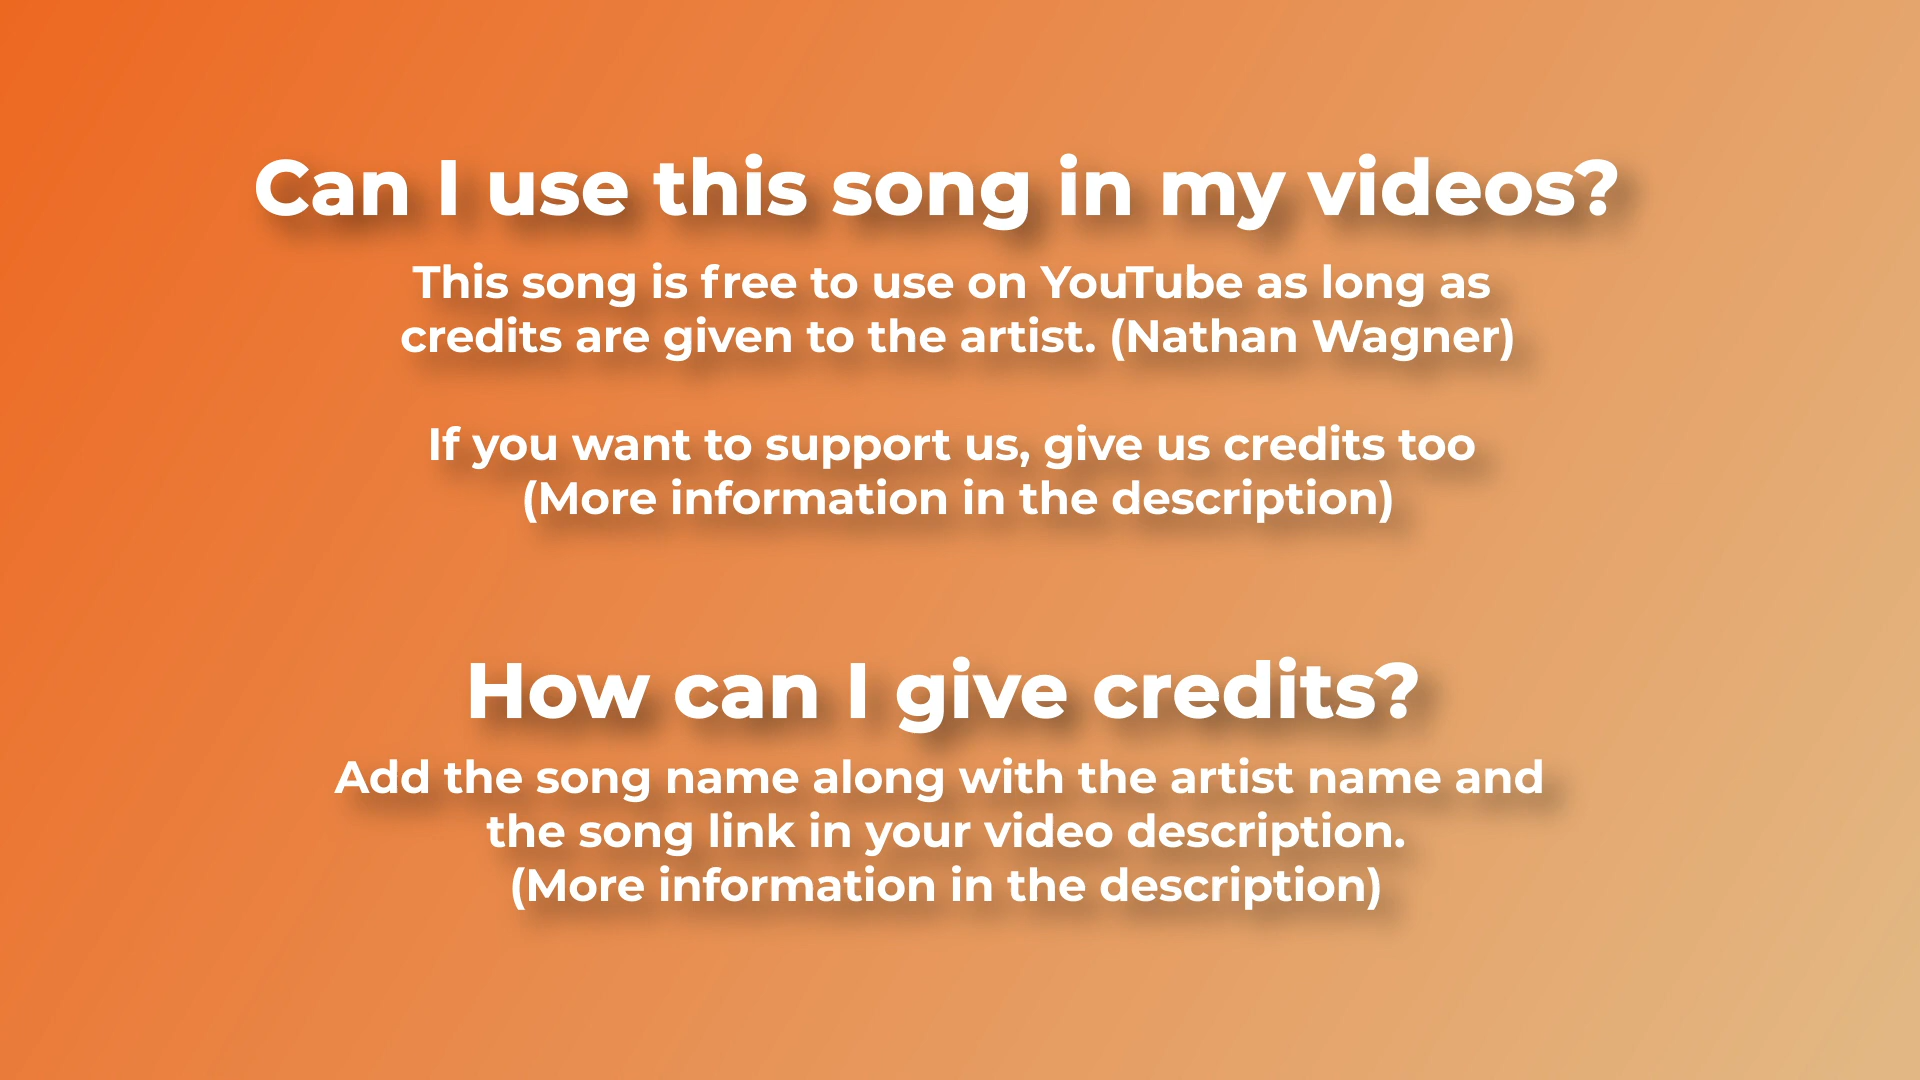 Can I use this song in my videos?
This song is free to use on YouTube as long as
credits are given to the artist. (Nathan Wagner)
If you want to support us, give us credits too
(More information in the description)
How can I give credits?
Add the song name along with the artist name and
the song link in your video description.
(More information in the description)